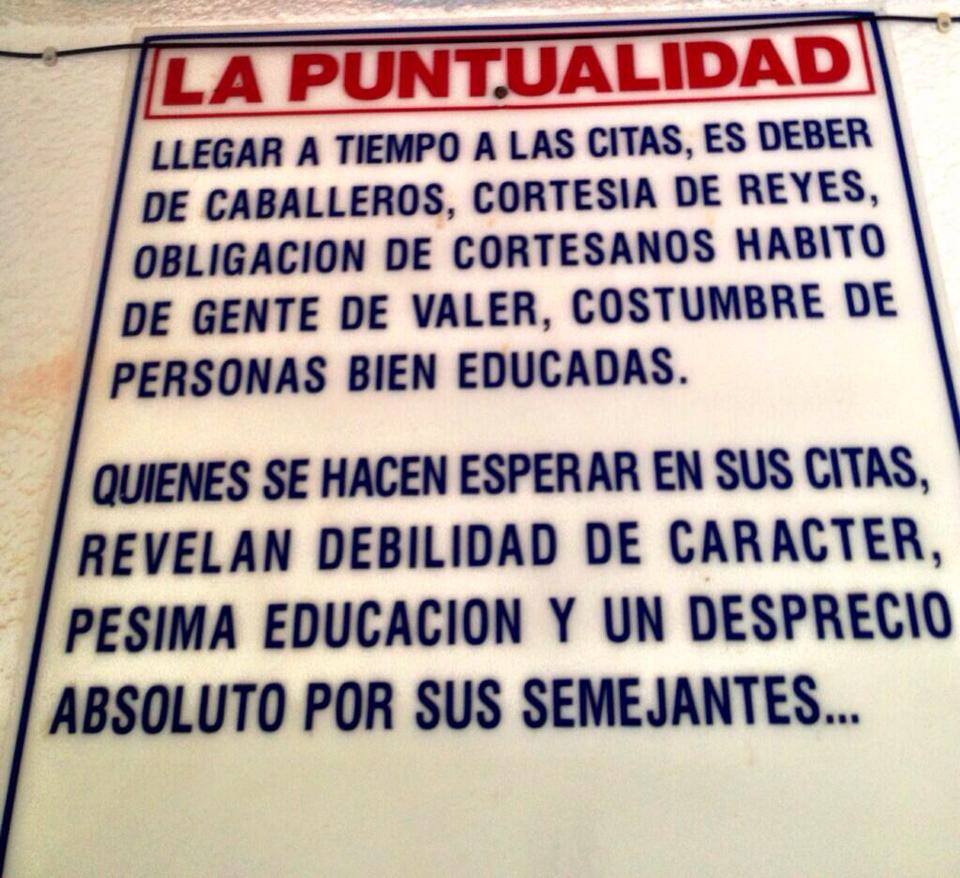 LA PUNTUALIDAD
LLEGAR A TIEMPO A LAS CITAS, ES DEBER
DE CABALLEROS, CORTESIA DE REYES,
OBLIGACION DE CORTESANOS HABITO
DE GENTE DE VALER, COSTUMBRE DE
PERSONAS BIEN EDUCADAS.
QUIENES SE HACEN ESPERAR EN SUS CITAS,
REVELAN DEBILIDAD DE CARACTER,
PESIMA EDUCACION Y UN DESPRECIO
ABSOLUTO POR SUS SEMEJANTES...